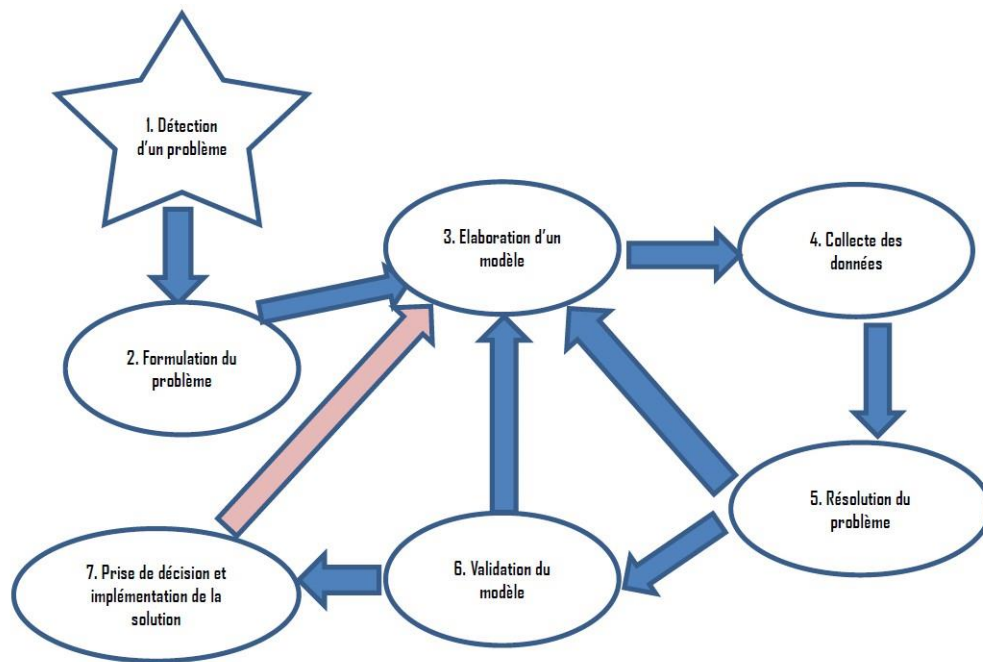 1. Détection
d'un problème
2. Formulation du
problème
3. Elaboration d'un
modèle
4. Collecte des
données
5. Résolution du
problème
6. Validation du
modèle
7. Prise de décision et
implémentation de la
solution